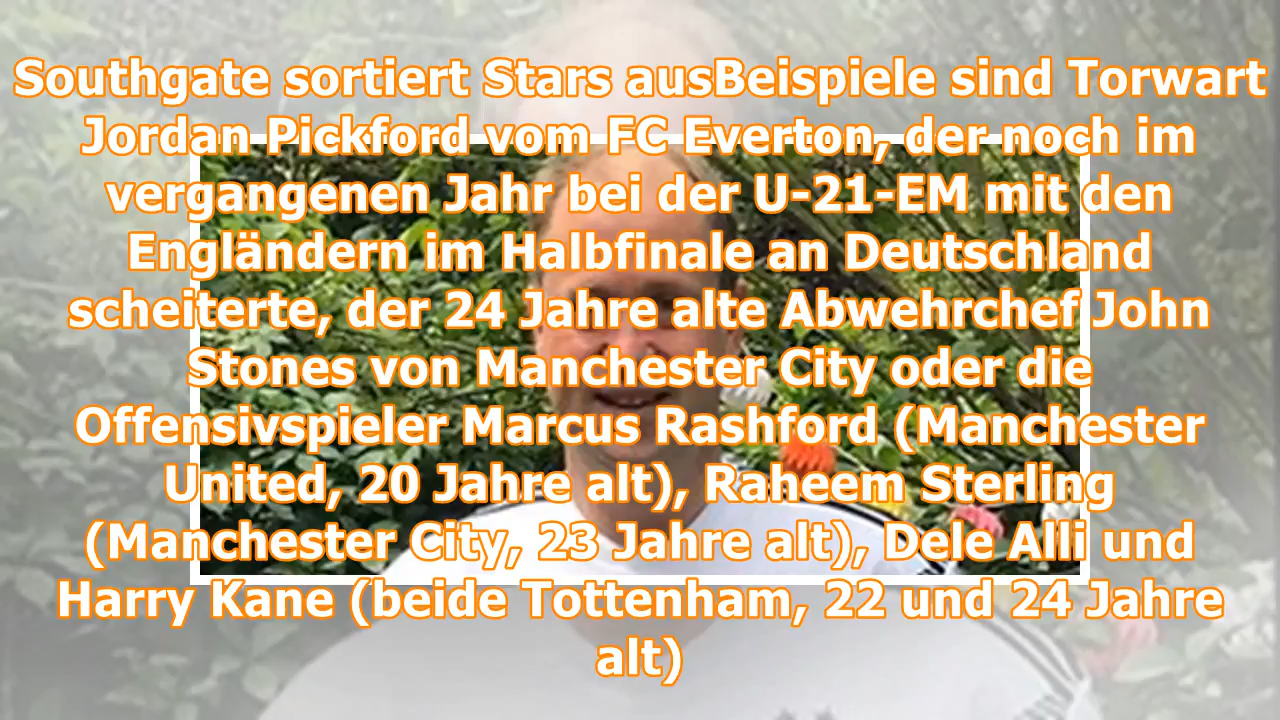 Southgate sortiert Stars ausBeispiele sind Torwart
Jordan Pickford vom FC Everton, der noch im
vergangenen Jahr bei der U-21-EM mit den
Engländern im Halbfinale an Deutschland
scheiterte, der 24 Jahre alte Abwehrchef John
Stones von Manchester City oder die
Offensivspieler Marcus Rashford (Manchester
United, 20 Jahre alt), Raheem Sterling
(Manchester City, 23 Jahre alt), Dele Alli und
Harry Kane (beide Tottenham, 22 und 24 Jahre
alt)